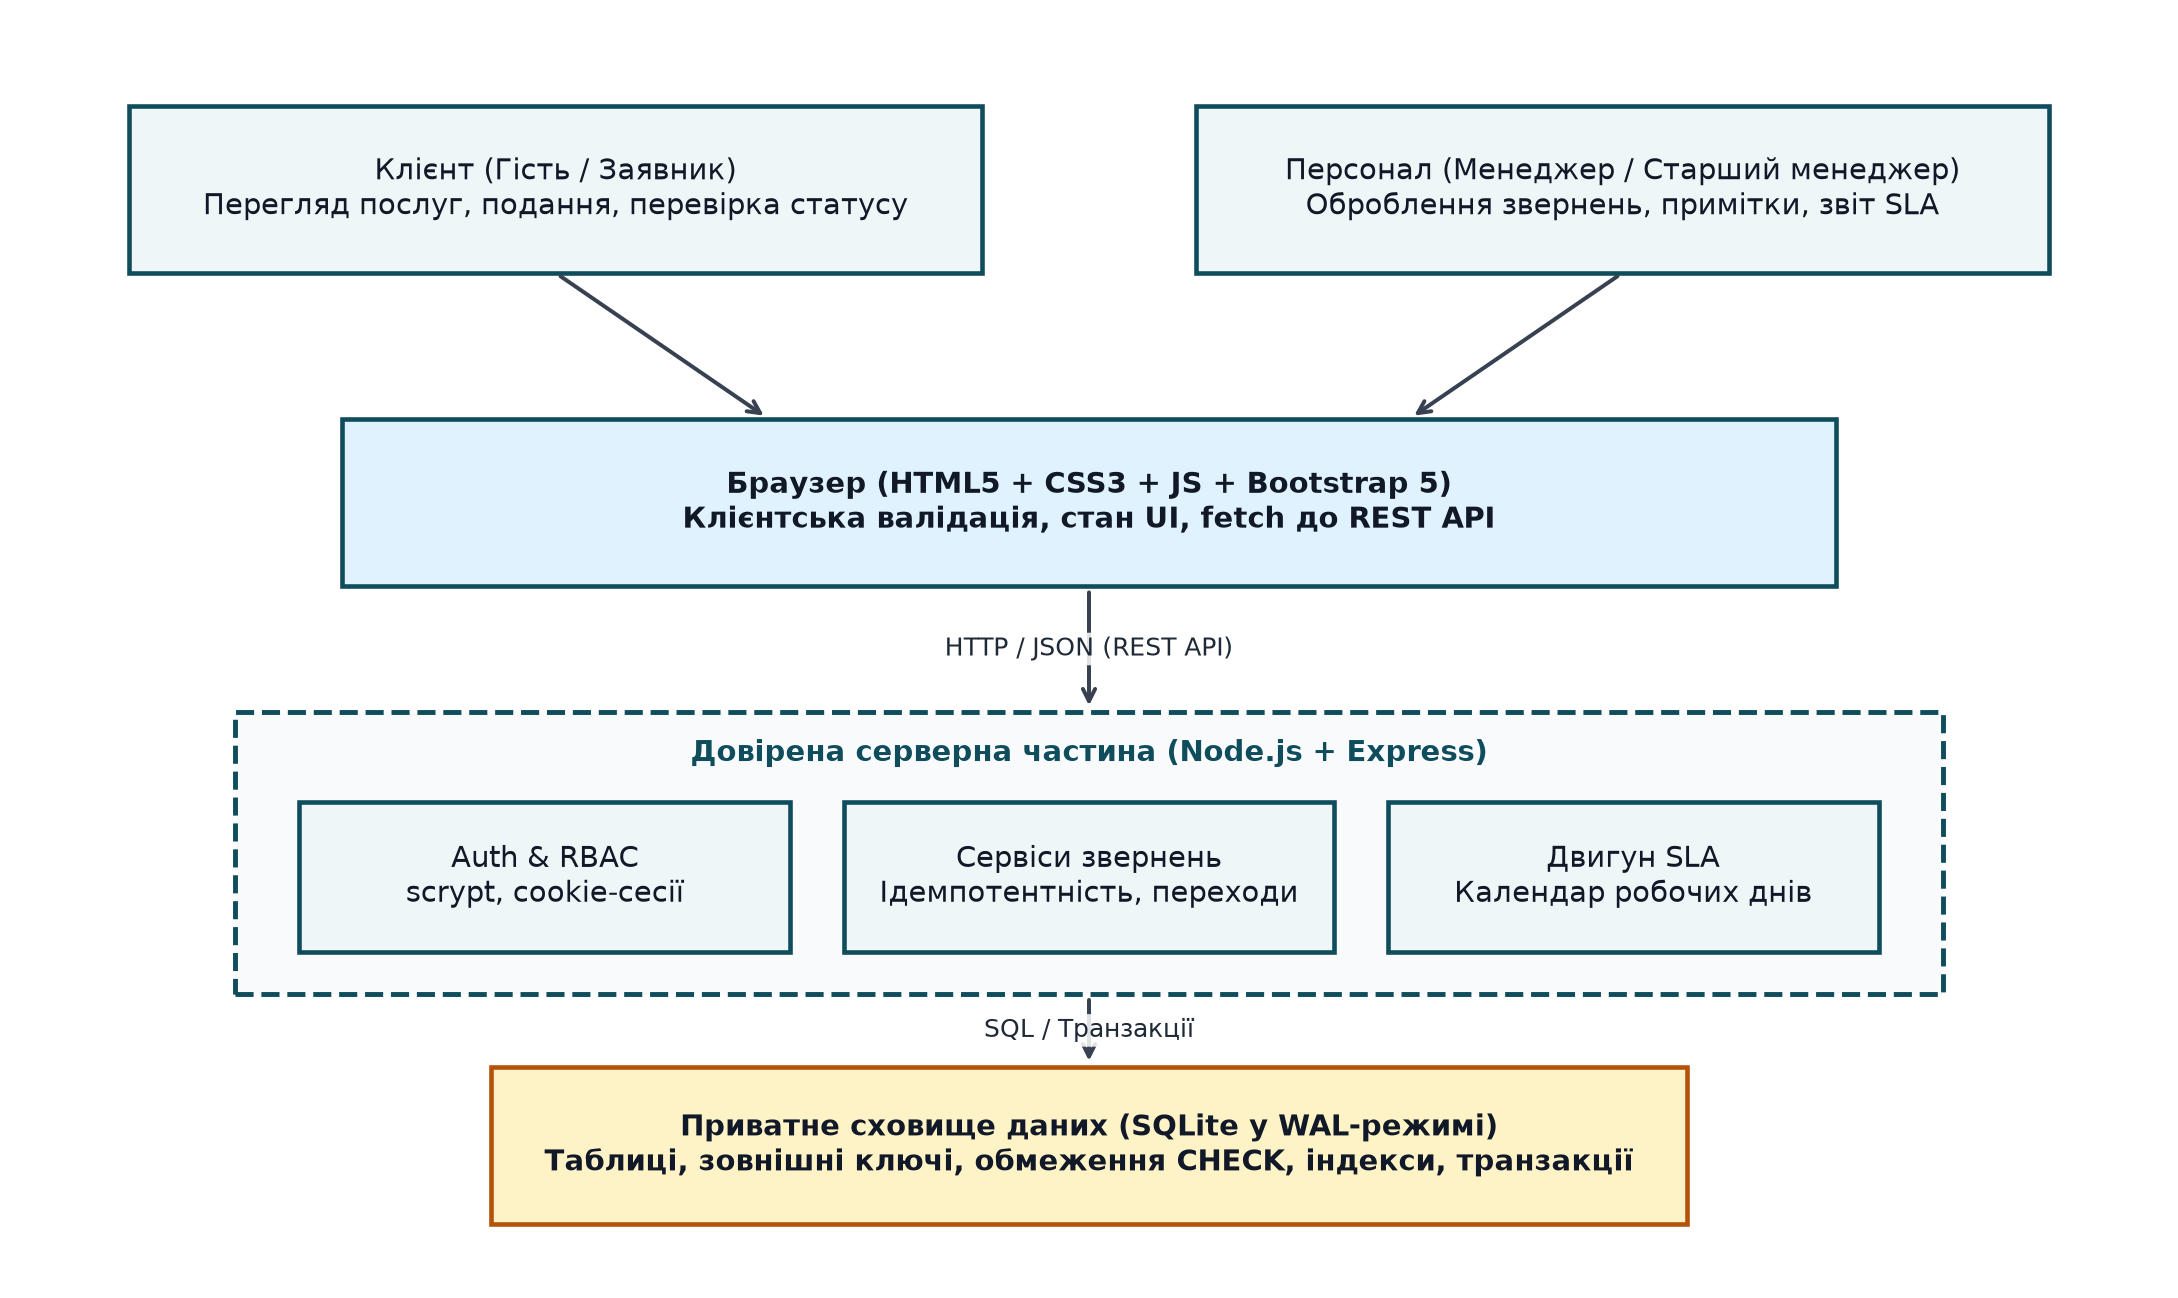 Клієнт (Гість / Заявник)
Перегляд послуг, подання, перевірка статусу
Персонал (Менеджер / Старший менеджер)
Оброблення звернень, примітки, звіт SLA
Браузер (HTML5 + CSS3 + JS + Bootstrap 5)
Клієнтська валідація, стан UI, fetch до REST API
HTTP / JSON (REST API)
Довірена серверна частина (Node.js + Express)
Auth & RBAC
scrypt, cookie-сесії
Сервіси звернень
Ідемпотентність, переходи
Двигун SLA
Календар робочих днів
SQL / Транзакції
Приватне сховище даних (SQLite у WAL-режимі)
Таблиці, зовнішні ключі, обмеження CHECK, індекси, транзакції